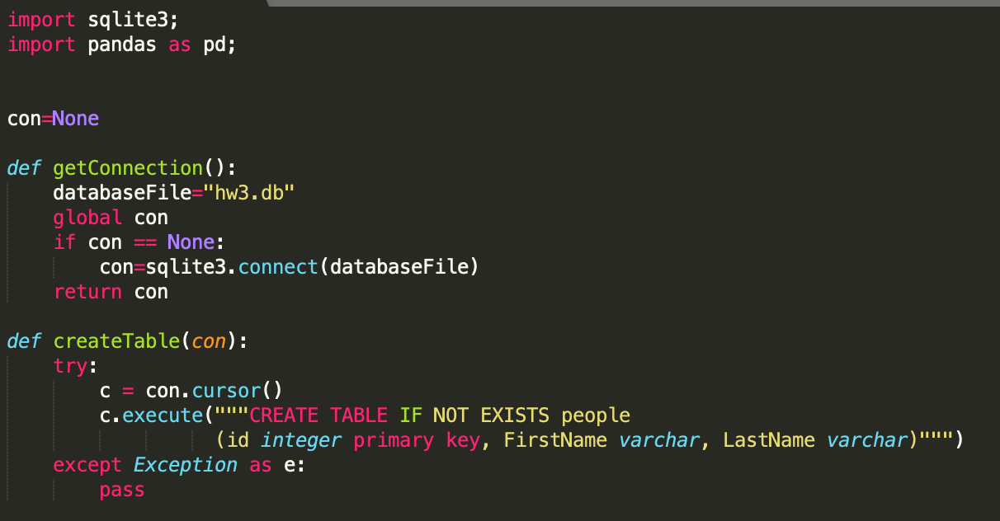 import sqlite3;
import pandas as pd;
con=None
def getConnection():
    databaseFile="hw3.db"
    global con
    if con == None:
        con=sqlite3.connect(databaseFile)
    return con
def createTable(con):
    try:
        c = con.cursor()
        c.execute("""CREATE TABLE IF NOT EXISTS people
                  (id integer primary key, FirstName varchar, LastName varchar)""")
    except Exception as e:
        pass